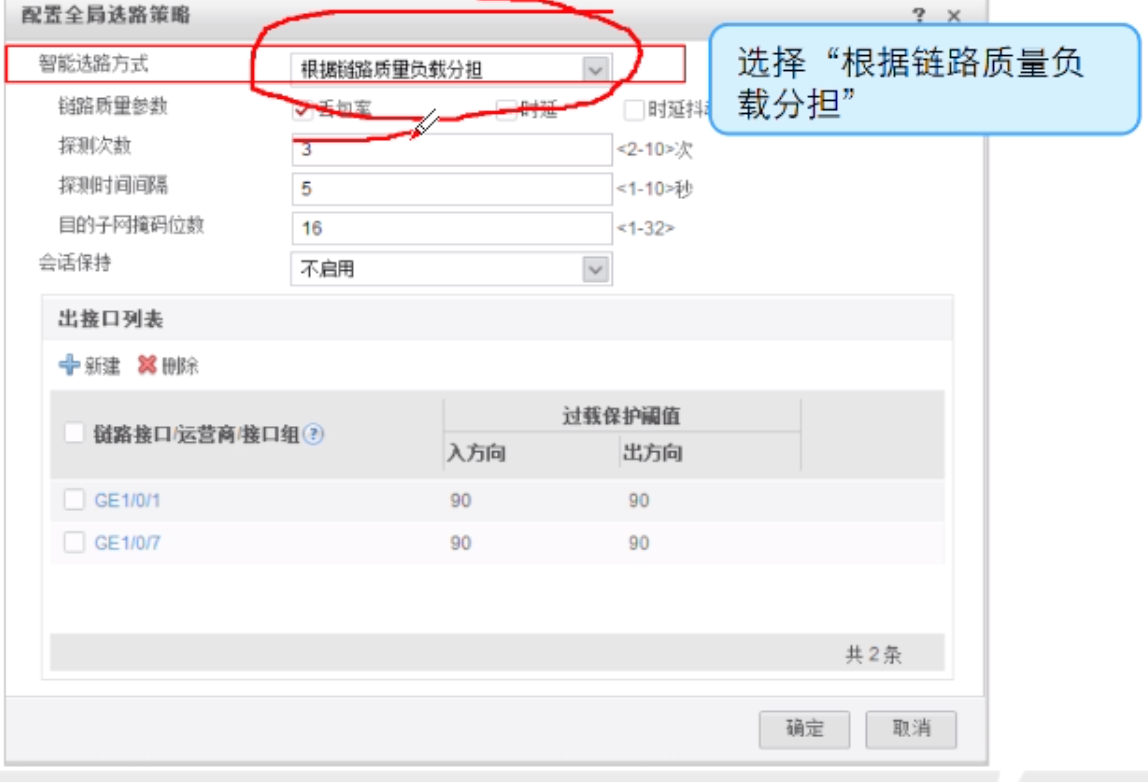 配置全局选路策略 ? ×
智能选路方式 根据链路质量负载分担
选择“根据链路质量负
载分担”
链路质量参数 丢包率 时延 时延抖
探测次数 3 <2-10>次
探测时间间隔 5 <1-10>秒
目的子网掩码位数 16 <1-32>
会话保持 不启用
出接口列表
新建 删除
链路接口/运营商/接口组 ? 过载保护阈值
入方向 出方向
GE1/0/1 90 90
GE1/0/7 90 90
共 2 条
确定 取消